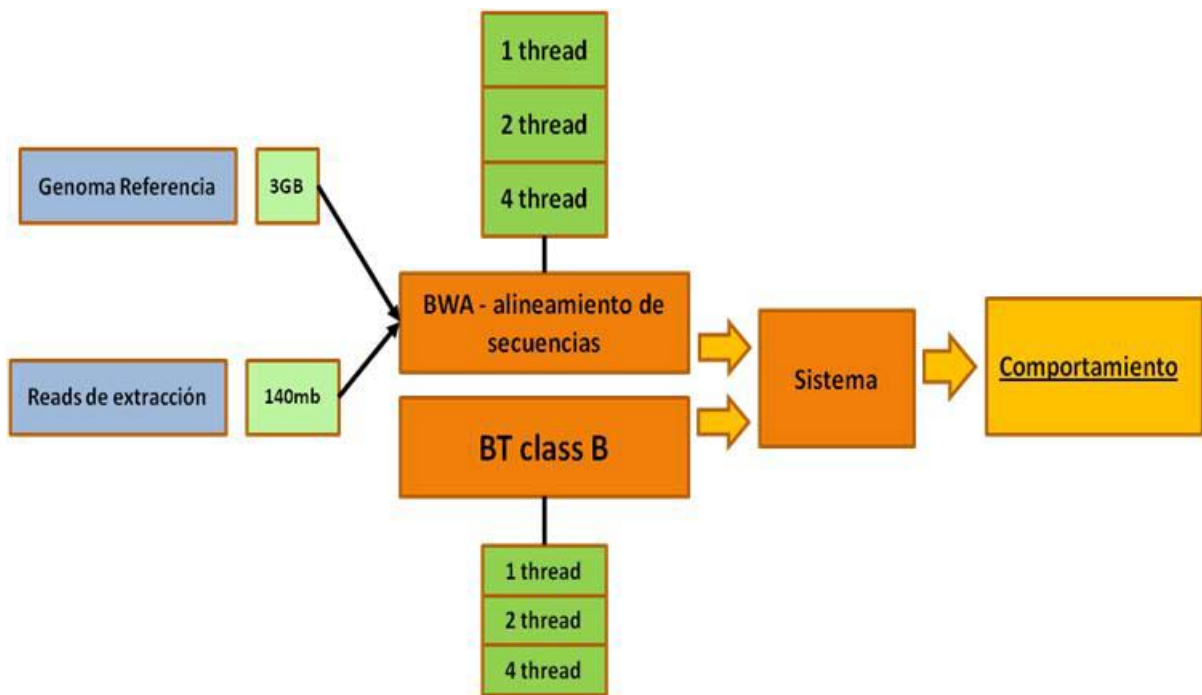 1 thread
2 thread
4 thread
Genoma Referencia
3GB
Reads de extracción
140mb
BWA - alineamiento de
secuencias
BT class B
Sistema
Comportamiento
1 thread
2 thread
4 thread